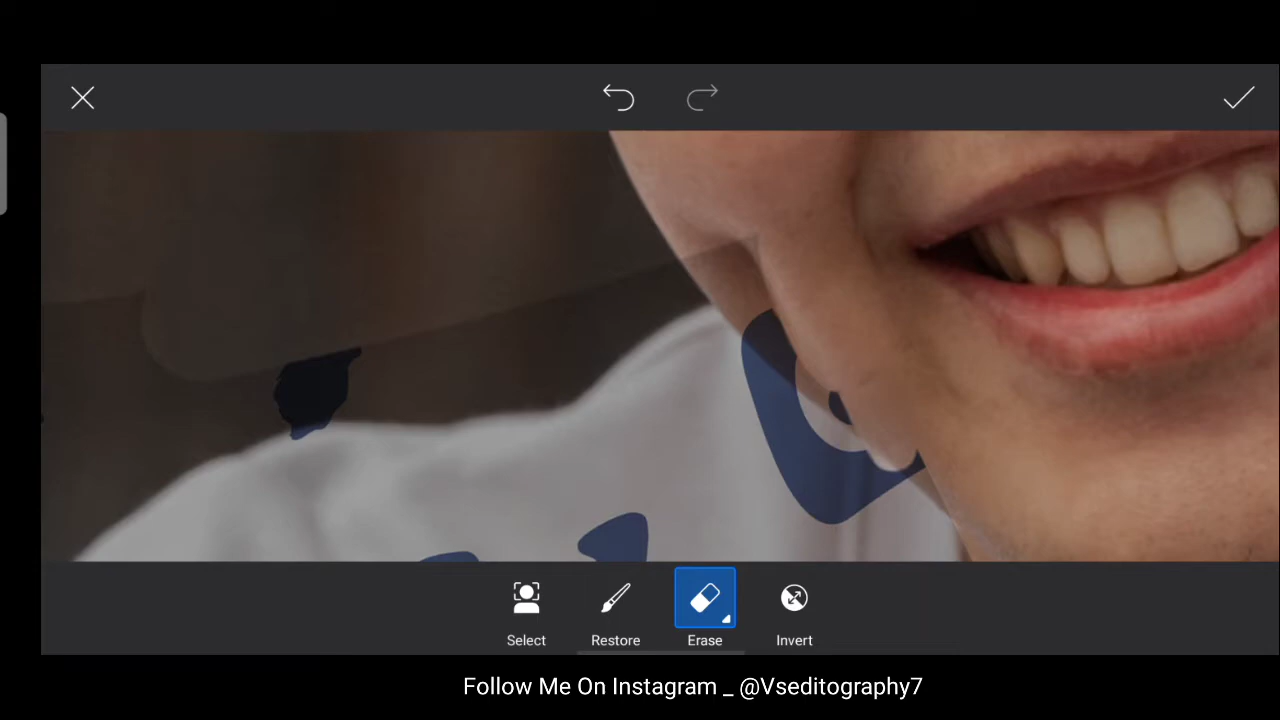 Select
Restore
Erase
Invert
Follow Me On Instagram _ @Vseditography7